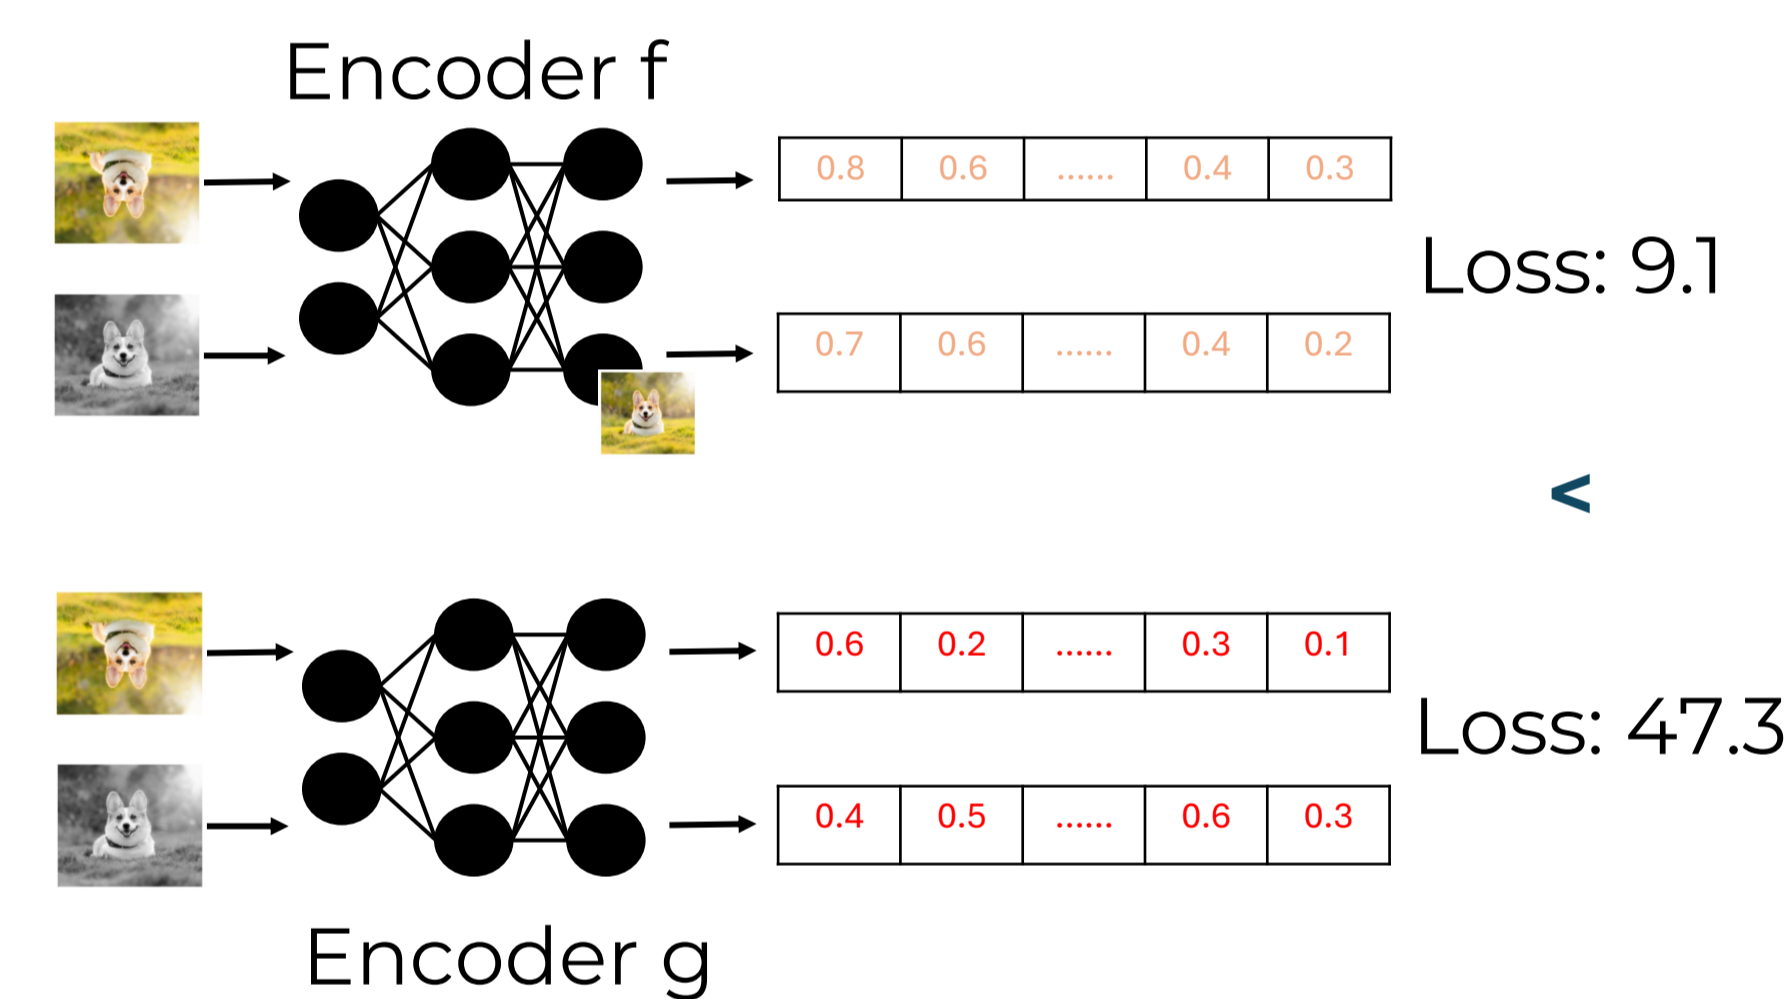 Encoder f
0.8 0.6 ...... 0.4 0.3
Loss: 9.1
0.7 0.6 ...... 0.4 0.2
<
0.6 0.2 ...... 0.3 0.1
Loss: 47.3
0.4 0.5 ...... 0.6 0.3
Encoder g